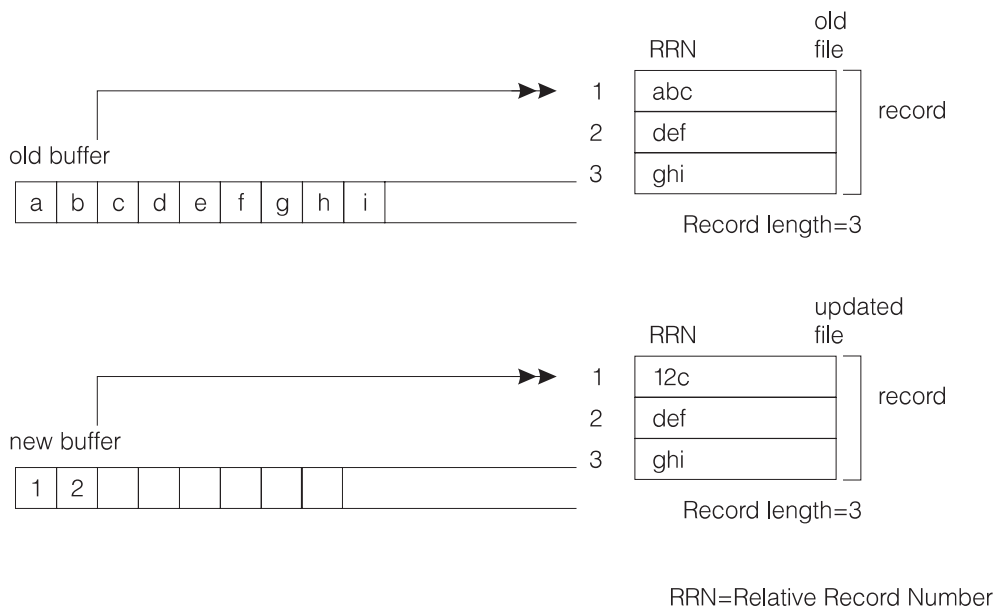 old
file
RRN
1 abc
2 def
3 ghi
record
old buffer
a b c d e f g h i
Record length=3
updated
file
RRN
1 12c
2 def
3 ghi
record
new buffer
1 2
Record length=3
RRN=Relative Record Number